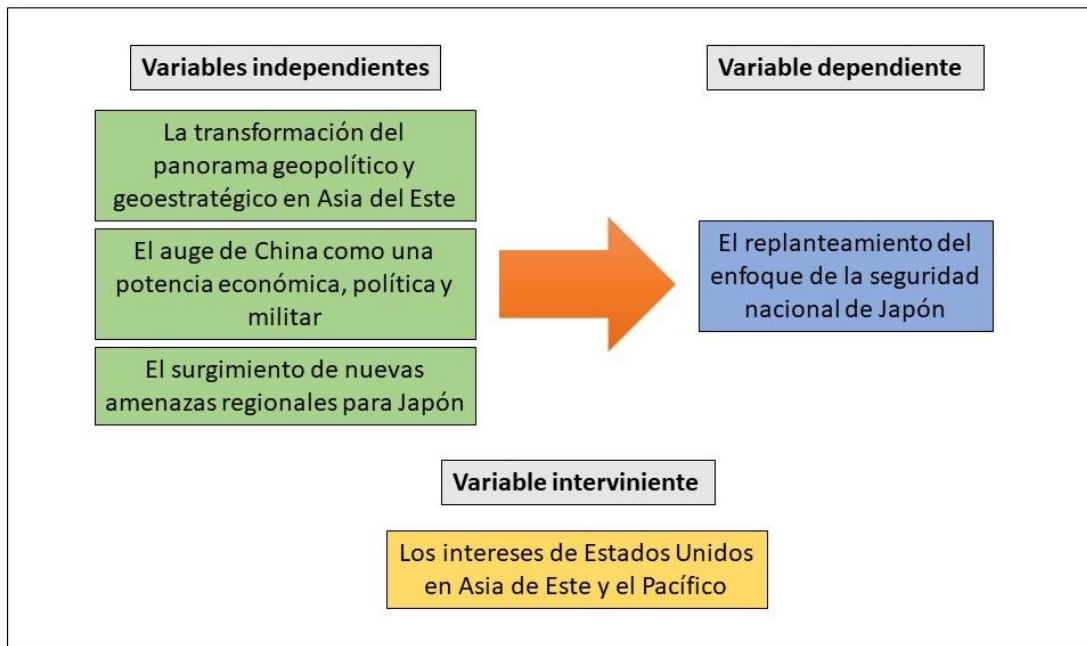 Variables independientes
La transformación del
panorama geopolítico y
geoestratégico en Asia del Este
El auge de China como una
potencia económica, política y
militar
El surgimiento de nuevas
amenazas regionales para Japón
Variable dependiente
El replanteamiento del
enfoque de la seguridad
nacional de Japón
Variable interviniente
Los intereses de Estados Unidos
en Asia de Este y el Pacífico